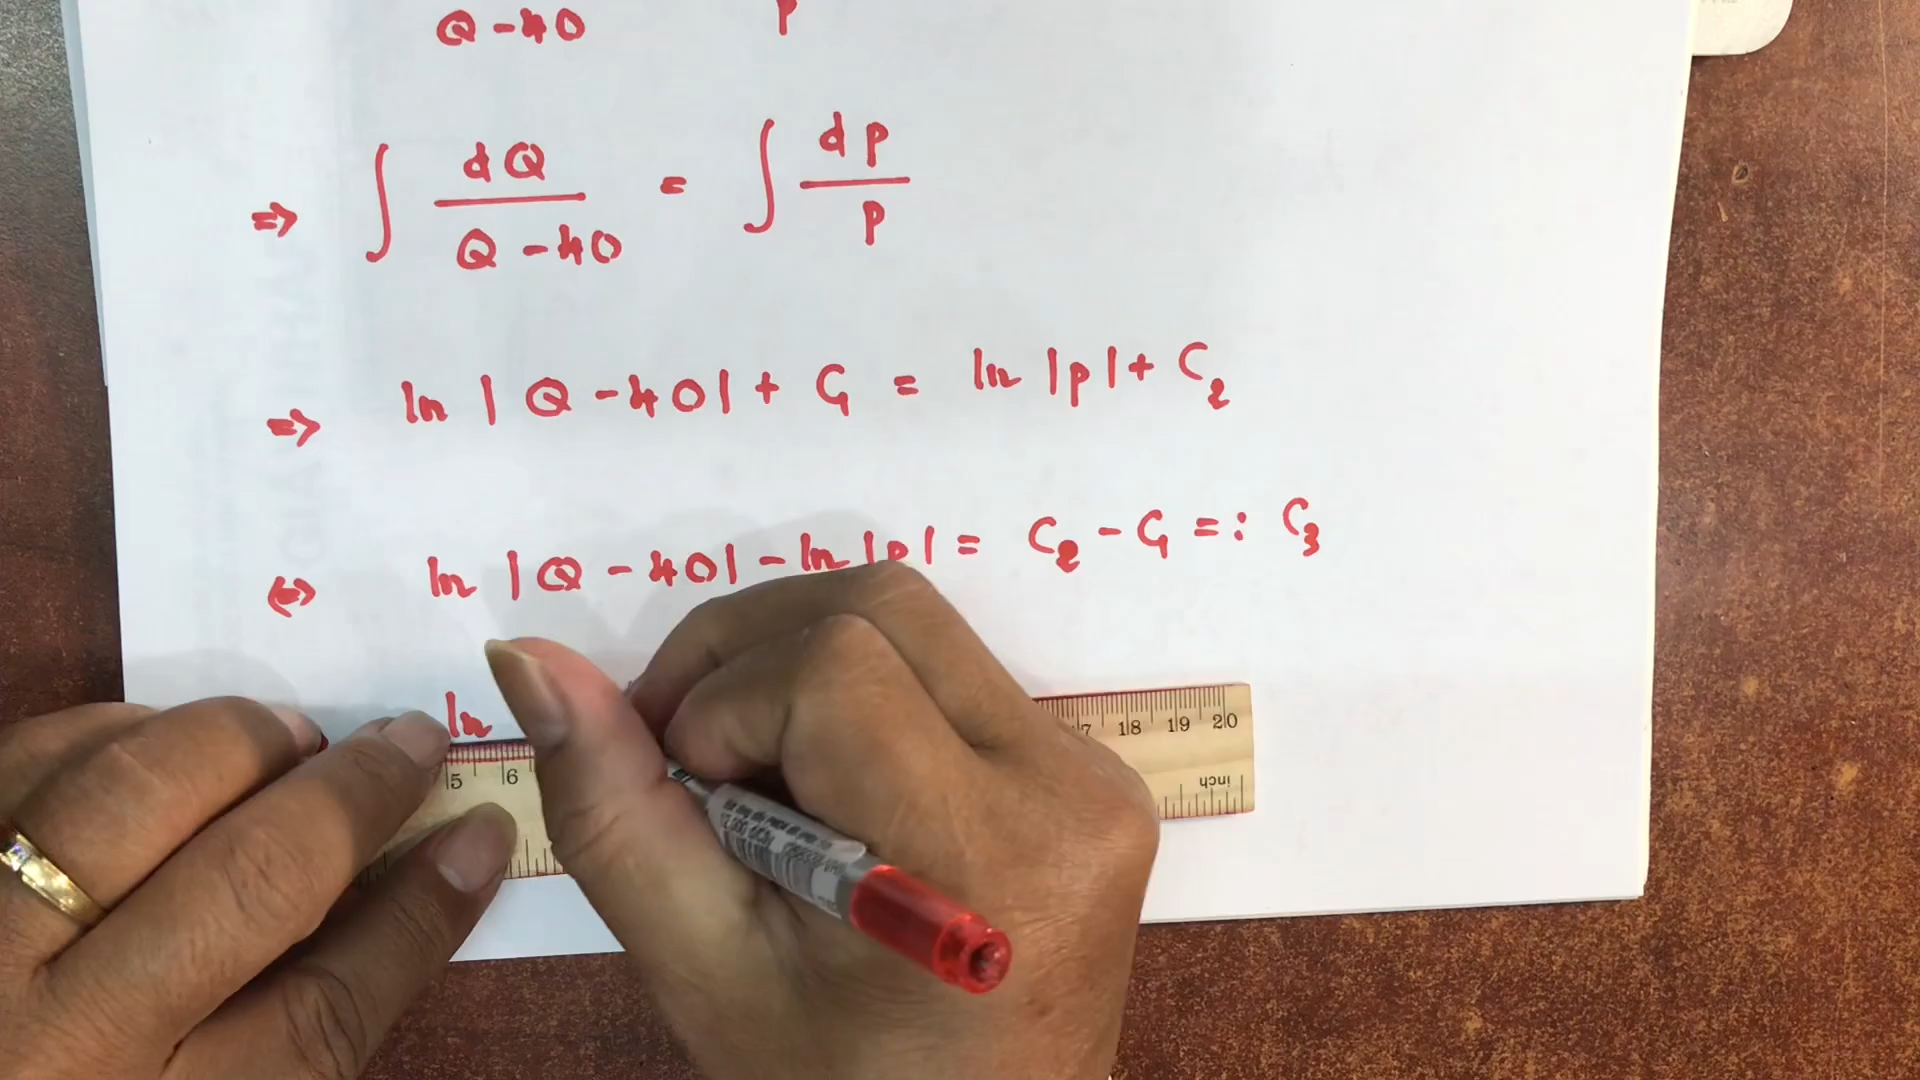 Q - 40 P
=> ∫ dQ / (Q - 40) = ∫ dp / p
=> ln | Q - 40 | + C1 = ln |p| + C2
<=> ln | Q - 40 | - ln |p| = C2 - C1 =: C3
ln
5 6 17 18 19 20
inch